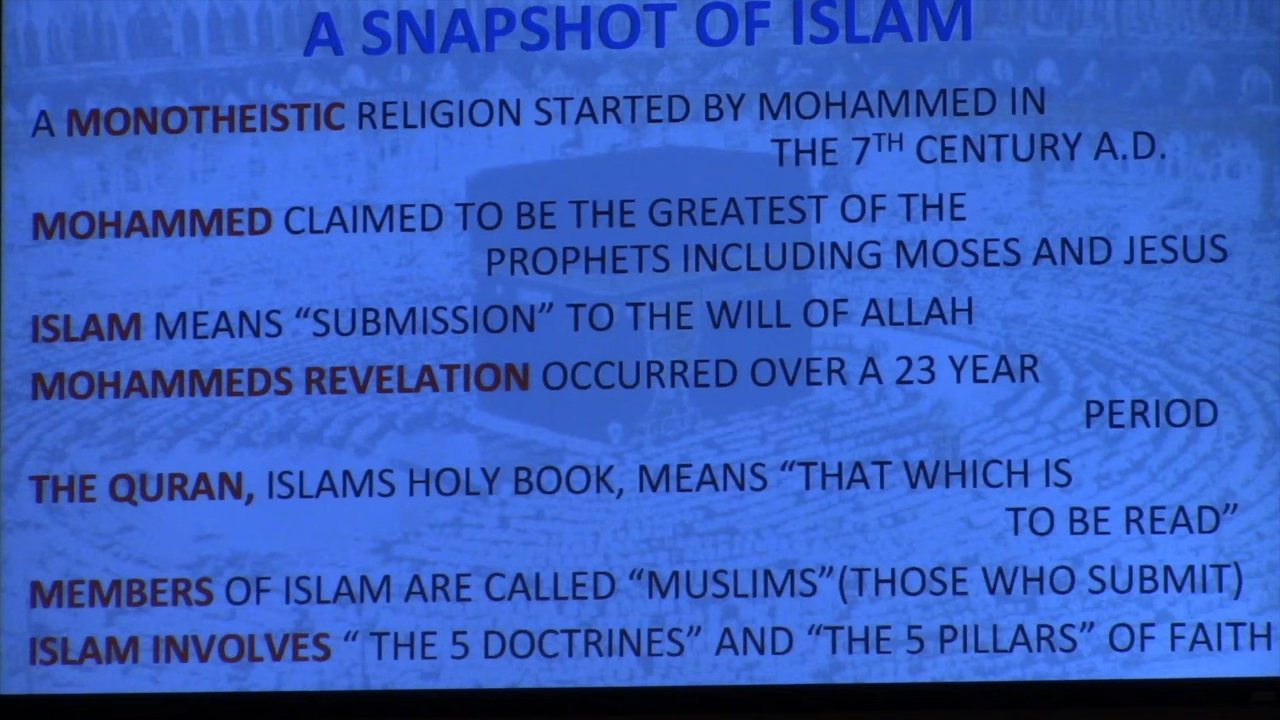 A SNAPSHOT OF ISLAM
A MONOTHEISTIC RELIGION STARTED BY MOHAMMED IN
THE 7TH CENTURY A.D.
MOHAMMED CLAIMED TO BE THE GREATEST OF THE
PROPHETS INCLUDING MOSES AND JESUS
ISLAM MEANS “SUBMISSION” TO THE WILL OF ALLAH
MOHAMMEDS REVELATION OCCURRED OVER A 23 YEAR
PERIOD
THE QURAN, ISLAMS HOLY BOOK, MEANS “THAT WHICH IS
TO BE READ”
MEMBERS OF ISLAM ARE CALLED “MUSLIMS”(THOSE WHO SUBMIT)
ISLAM INVOLVES “ THE 5 DOCTRINES” AND “THE 5 PILLARS” OF FAITH